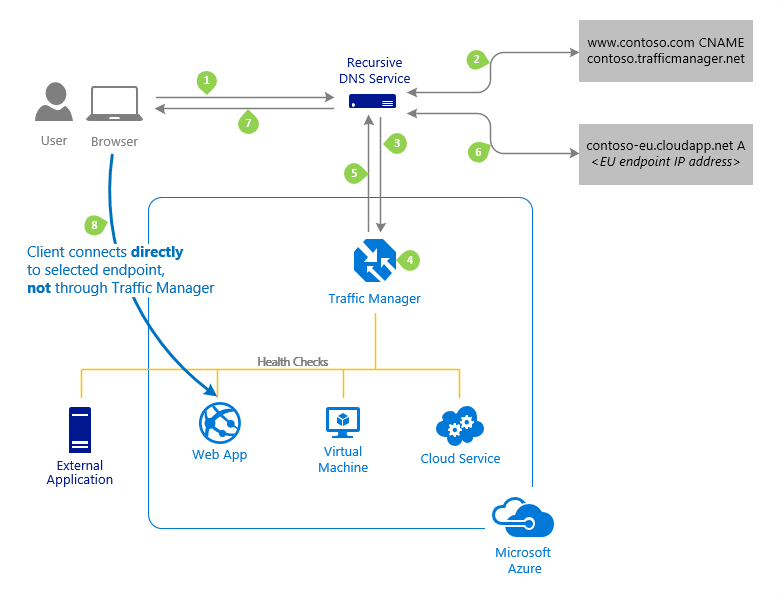 www.contoso.com CNAME
contoso.trafficmanager.net
Recursive
DNS Service
1
2
7
3
6
5
User
Browser
contoso-eu.cloudapp.net A
<EU endpoint IP address>
8
Client connects directly
to selected endpoint,
not through Traffic Manager
4
Traffic Manager
Health Checks
External
Application
Web App
Virtual
Machine
Cloud Service
Microsoft
Azure